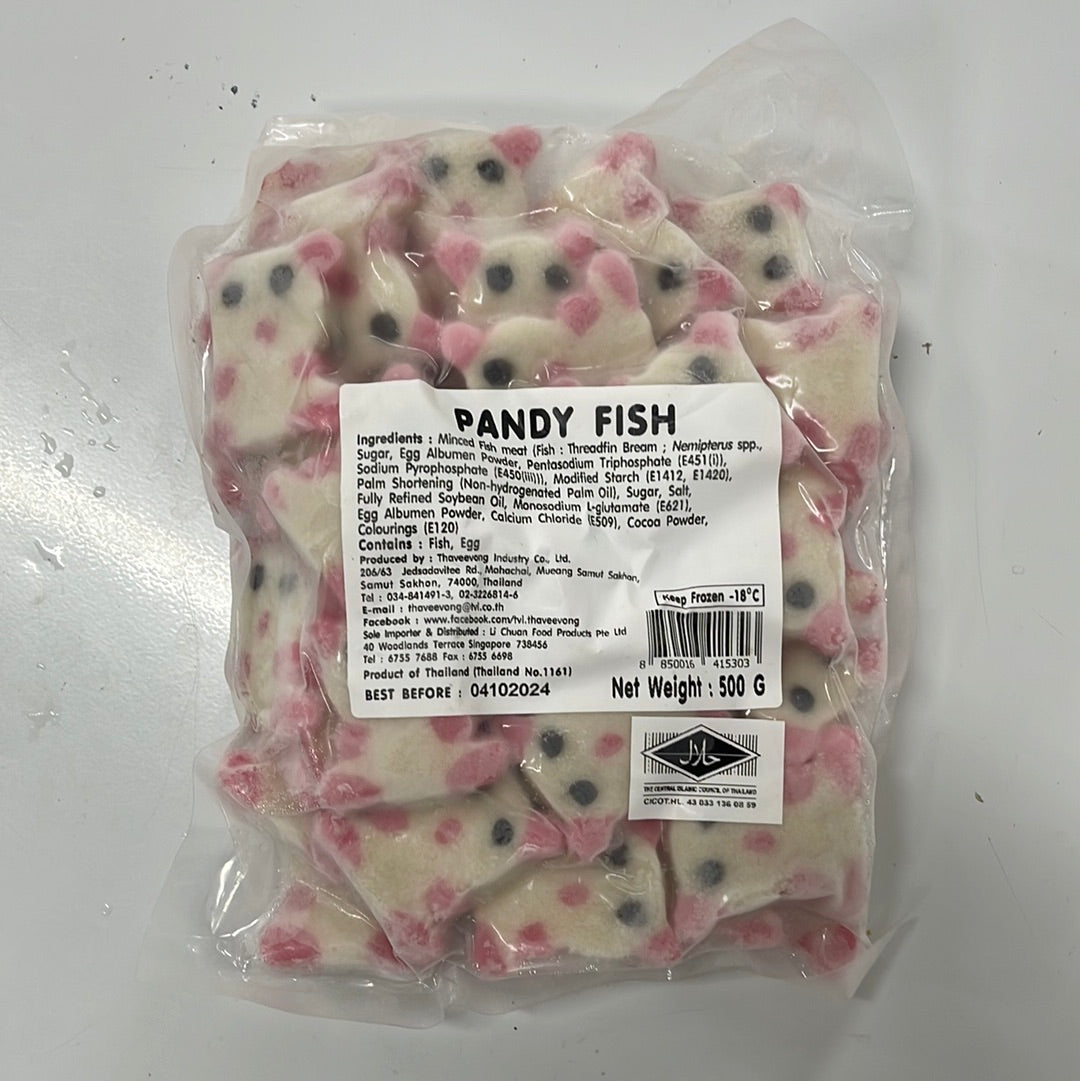 PANDY FISH
Ingredients : Minced Fish meat (Fish : Threadfin Bream ; Nemipterus spp.,
Sugar, Egg Albumen Powder, Pentasodium Triphosphate (E451(i)),
Sodium Pyrophosphate (E450(iii))), Modified Starch (E1412, E1420),
Palm Shortening (Non-hydrogenated Palm Oil), Sugar, Salt,
Fully Refined Soybean Oil, Monosodium L-glutamate (E621),
Egg Albumen Powder, Calcium Chloride (E509), Cocoa Powder,
Colourings (E120)
Contains : Fish, Egg
Produced by : Thaveevong Industry Co., Ltd.
206/63 Jedsadavitee Rd., Mahachai, Mueang Samut Sakhon,
Samut Sakhon, 74000, Thailand
Tel : 034-841491-3, 02-3226814-6
E-mail : thaveevong@tvi.co.th
Facebook : www.facebook.com/tvi.thaveevong
Sole Importer & Distributed : Li Chuan Food Products Pte Ltd
40 Woodlands Terrace Singapore 738456
Tel : 6755 7688 Fax : 6755 6698
Product of Thailand (Thailand No.1161)
BEST BEFORE : 04102024
Keep Frozen -18°C
8 850016 415303
Net Weight : 500 G
حلال
THE CENTRAL ISLAMIC COUNCIL OF THAILAND
CICOT.HL. 43 033 136 08 59